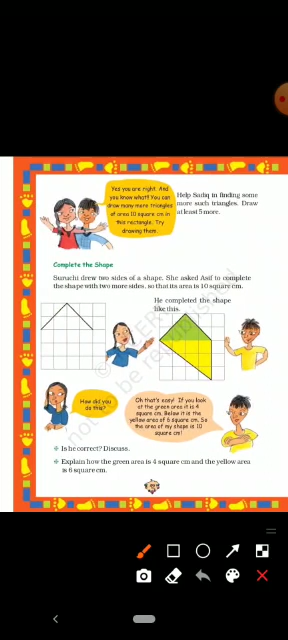 Yes you are right. And
you know what!! You can
draw many more triangles
of area 10 square cm in
this rectangle. Try
drawing them.
Help Sadiq in finding some
more such triangles. Draw
at least 5 more.
Complete the Shape
Suruchi drew two sides of a shape. She asked Asif to complete
the shape with two more sides, so that its area is 10 square cm.
He completed the shape
like this.
How did you
do this?
Oh that's easy! If you look
at the green area it is 4
square cm. Below it is the
yellow area of 6 square cm. So
the area of my shape is 10
square cm!
Is he correct? Discuss.
Explain how the green area is 4 square cm and the yellow area
is 6 square cm.